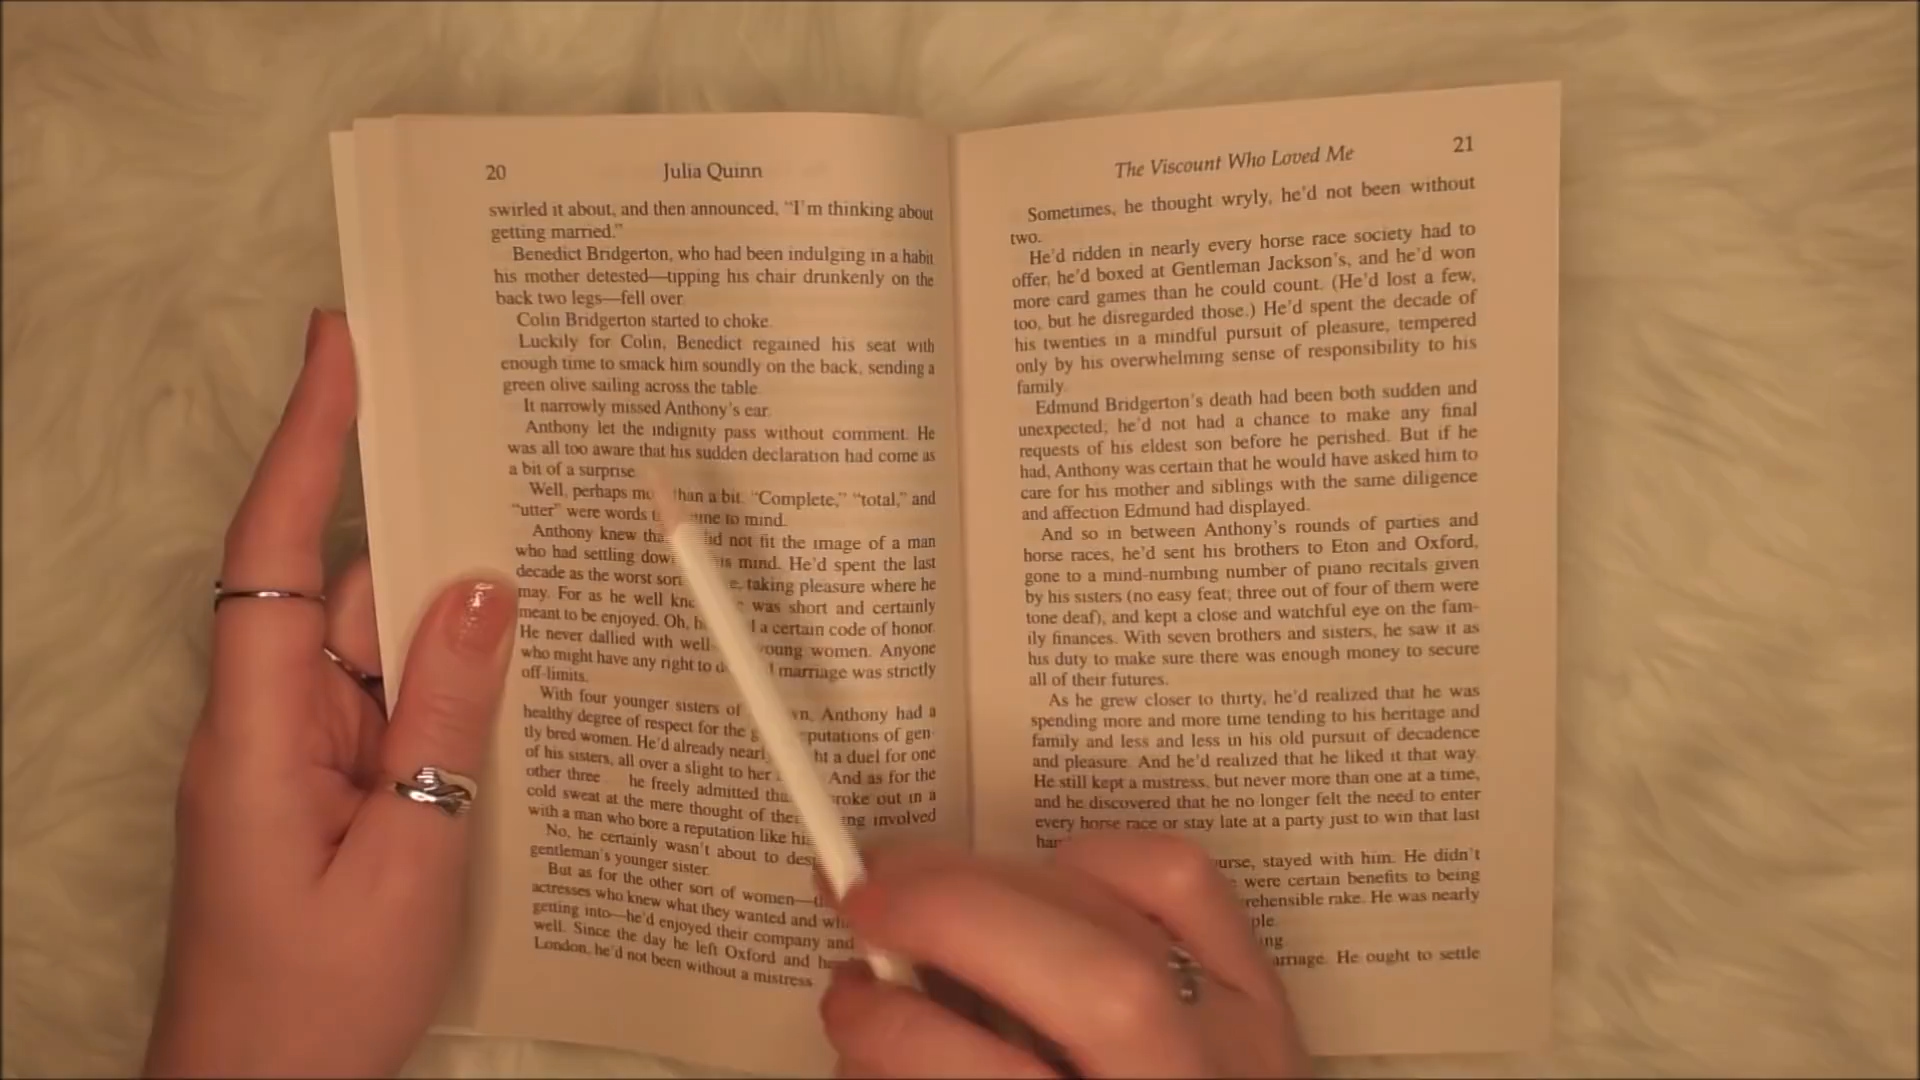 20
Julia Quinn
swirled it about, and then announced, “I’m thinking about
getting married.”
Benedict Bridgerton, who had been indulging in a habit
his mother detested—tipping his chair drunkenly on the
back two legs—fell over.
Colin Bridgerton started to choke.
Luckily for Colin, Benedict regained his seat with
enough time to smack him soundly on the back, sending a
green olive sailing across the table.
It narrowly missed Anthony’s ear.
Anthony let the indignity pass without comment. He
was all too aware that his sudden declaration had come as
a bit of a surprise.
Well, perhaps than a bit. “Complete,” “total,” and
“utter” were words to mind.
Anthony knew not fit the image of a man
who had settling mind. He’d spent the last
decade as the worst taking pleasure where he
may. For as he well was short and certainly
meant to be enjoyed. Oh, a certain code of honor.
He never dallied with young women. Anyone
who might have any right to marriage was strictly
off-limits.
With four younger sisters of Anthony had a
healthy degree of respect for the of gen-
tly bred women. He’d already a duel for one
of his sisters, all over a slight to her And as for the
other three he freely admitted out in a
cold sweat at the mere thought of involved
with a man who bore a reputation like
No, he certainly wasn’t about to
gentleman’s younger sister.
But as for the other sort of women—
actresses who knew what they wanted and
getting into—he’d enjoyed their company and
well. Since the day he left Oxford and
London, he’d not been without a mistress
The Viscount Who Loved Me
21
Sometimes, he thought wryly, he’d not been without
two.
He’d ridden in nearly every horse race society had to
offer, he’d boxed at Gentleman Jackson’s, and he’d won
more card games than he could count. (He’d lost a few,
too, but he disregarded those.) He’d spent the decade of
his twenties in a mindful pursuit of pleasure, tempered
only by his overwhelming sense of responsibility to his
family.
Edmund Bridgerton’s death had been both sudden and
unexpected; he’d not had a chance to make any final
requests of his eldest son before he perished. But if he
had, Anthony was certain that he would have asked him to
care for his mother and siblings with the same diligence
and affection Edmund had displayed.
And so in between Anthony’s rounds of parties and
horse races, he’d sent his brothers to Eton and Oxford,
gone to a mind-numbing number of piano recitals given
by his sisters (no easy feat; three out of four of them were
tone deaf), and kept a close and watchful eye on the fam-
ily finances. With seven brothers and sisters, he saw it as
his duty to make sure there was enough money to secure
all of their futures.
As he grew closer to thirty, he’d realized that he was
spending more and more time tending to his heritage and
family and less and less in his old pursuit of decadence
and pleasure. And he’d realized that he liked it that way.
He still kept a mistress, but never more than one at a time,
and he discovered that he no longer felt the need to enter
every horse race or stay late at a party just to win that last
stayed with him. He didn’t
were certain benefits to being
rake. He was nearly
He ought to settle